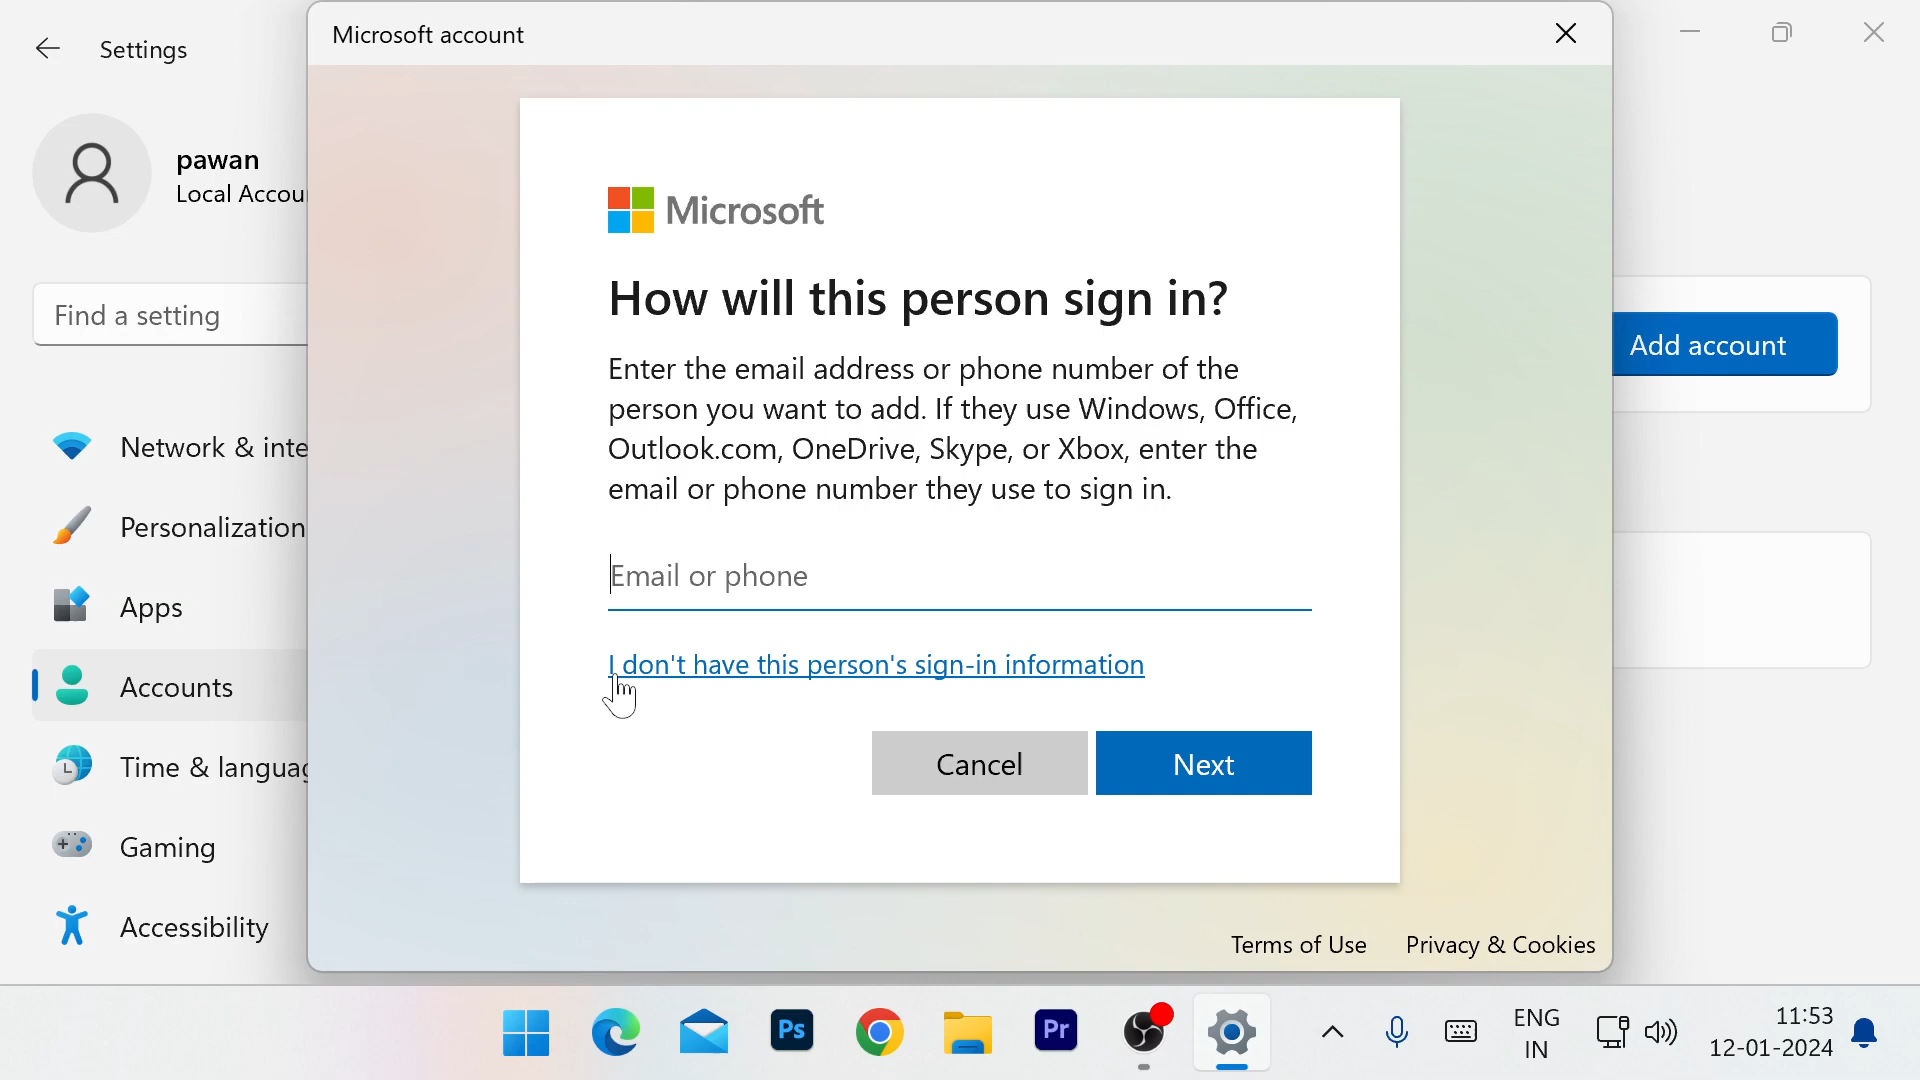 Microsoft account
Settings
pawan
Local Accou
Find a setting
Network & inte
Personalization
Apps
Accounts
Time & languag
Gaming
Accessibility
Microsoft
How will this person sign in?
Enter the email address or phone number of the
person you want to add. If they use Windows, Office,
Outlook.com, OneDrive, Skype, or Xbox, enter the
email or phone number they use to sign in.
Email or phone
I don't have this person's sign-in information
Cancel
Next
Terms of Use
Privacy & Cookies
Add account
Ps
Pr
ENG
IN
11:53
12-01-2024